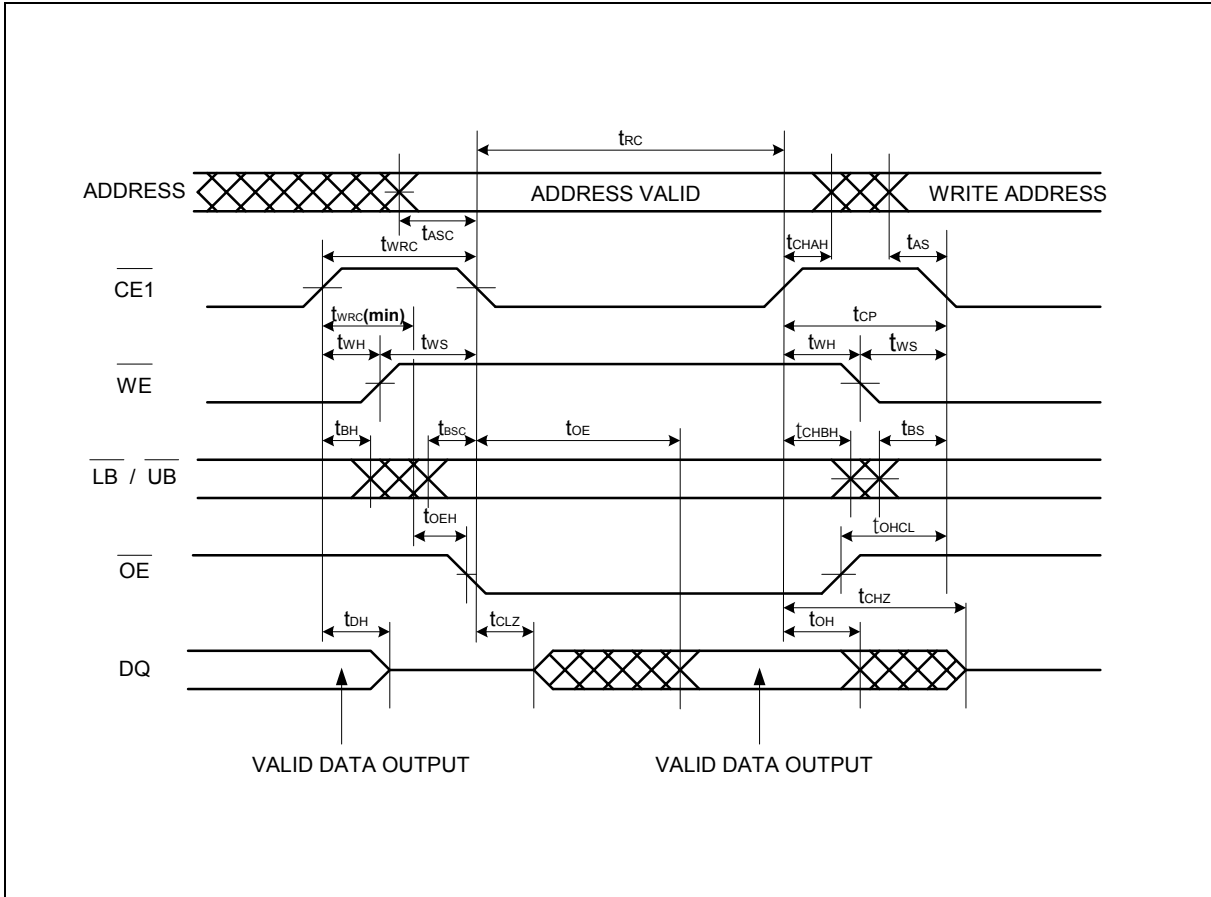 tRC
ADDRESS ADDRESS VALID WRITE ADDRESS
tASC
tWRC tCHAH tAS
CE1
tWRC(min) tCP
tWH tWS tWH tWS
WE
tBH tBSC tOE tCHBH tBS
LB / UB
tOEH tOHCL
OE
tCHZ
tDH tCLZ tOH
DQ
VALID DATA OUTPUT VALID DATA OUTPUT